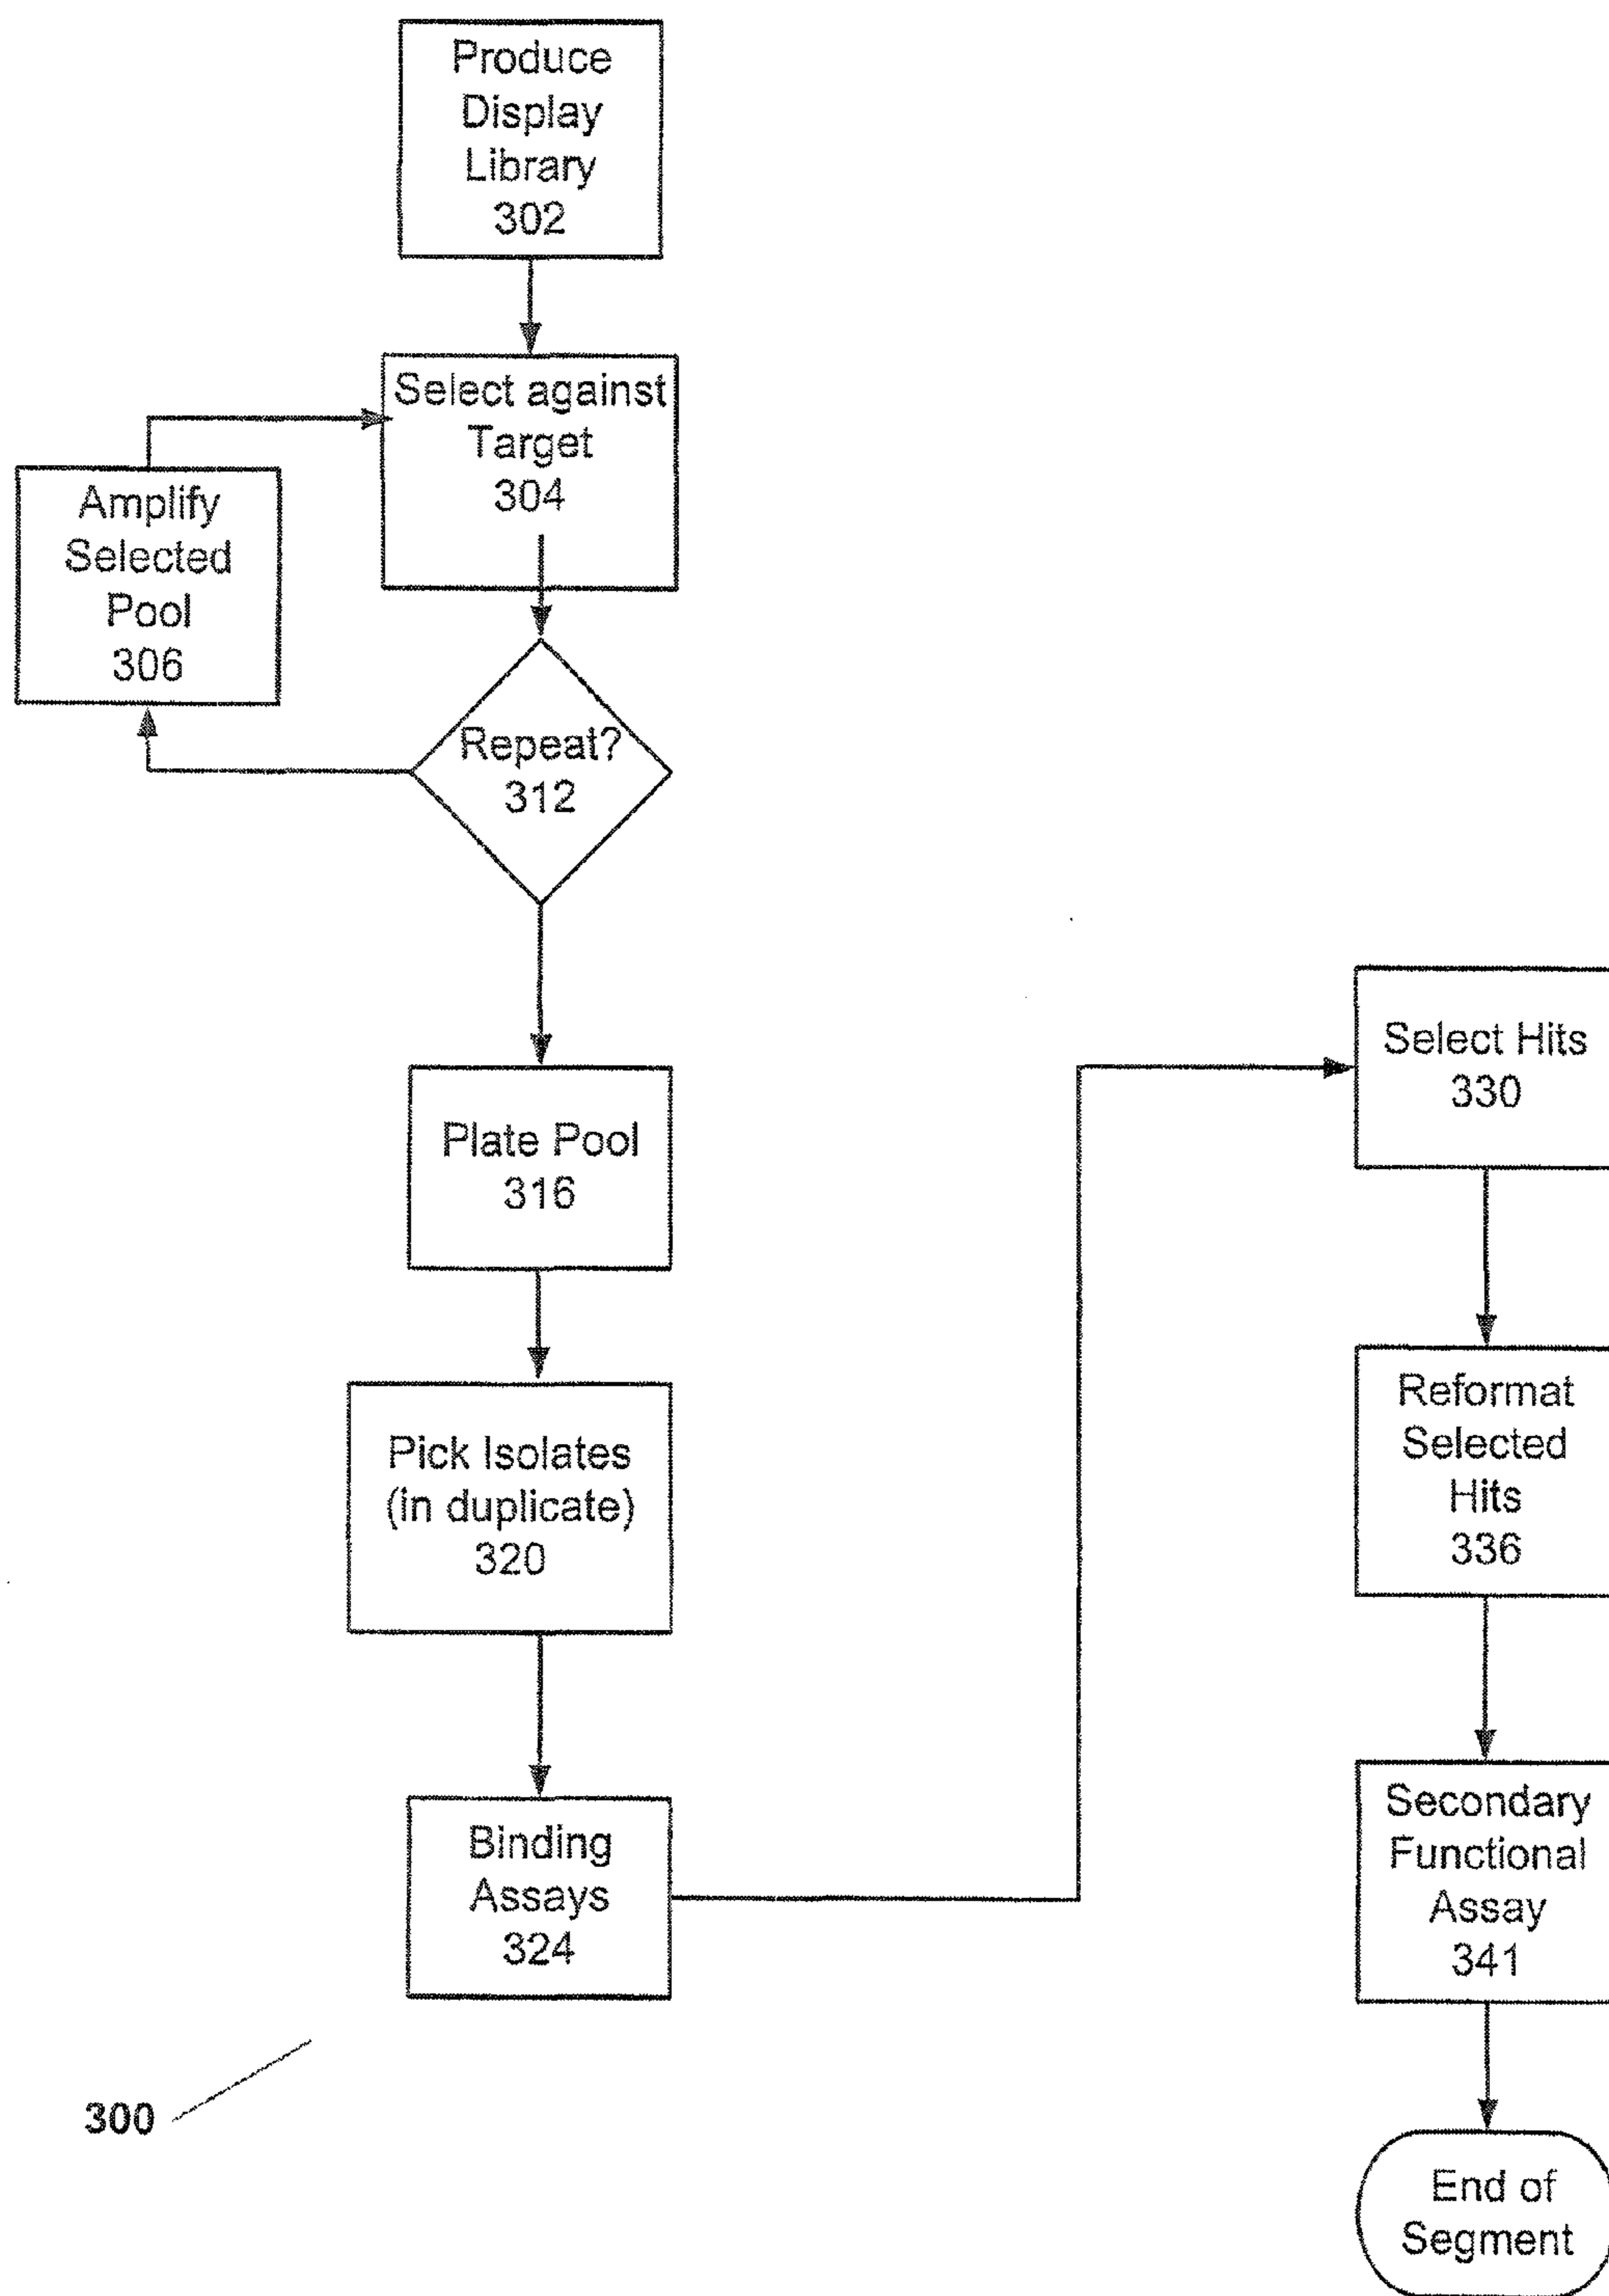 Produce
Display
Library
302
Select against
Target
304
Amplify
Selected
Pool
306
Repeat?
312
Plate Pool
316
Pick Isolates
(in duplicate)
320
Binding
Assays
324
Select Hits
330
Reformat
Selected
Hits
336
Secondary
Functional
Assay
341
End of
Segment
300